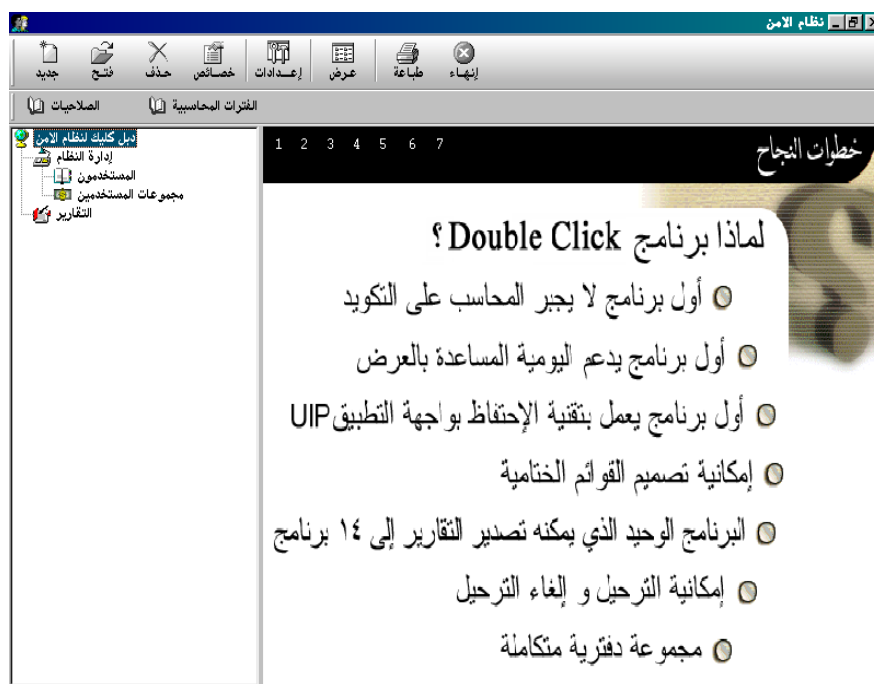 نظام الامن
جديد
فتح
حذف
خصائص
إعدادات
عرض
طباعة
إنهاء
الصلاحيات
الفترات المحاسبية
دبل كليك لنظام الامن
إدارة النظام
المستخدمون
مجموعات المستخدمين
التقارير
1 2 3 4 5 6 7
خطوات النجاح
لماذا برنامج Double Click ؟
أول برنامج لا يجبر المحاسب على التكويد
أول برنامج يدعم اليومية المساعدة بالعرض
أول برنامج يعمل بتقنية الإحتفاظ بواجهة التطبيق UIP
إمكانية تصميم القوائم الختامية
البرنامج الوحيد الذي يمكنه تصدير التقارير إلى ١٤ برنامج
إمكانية الترحيل و إلغاء الترحيل
مجموعة دفترية متكاملة